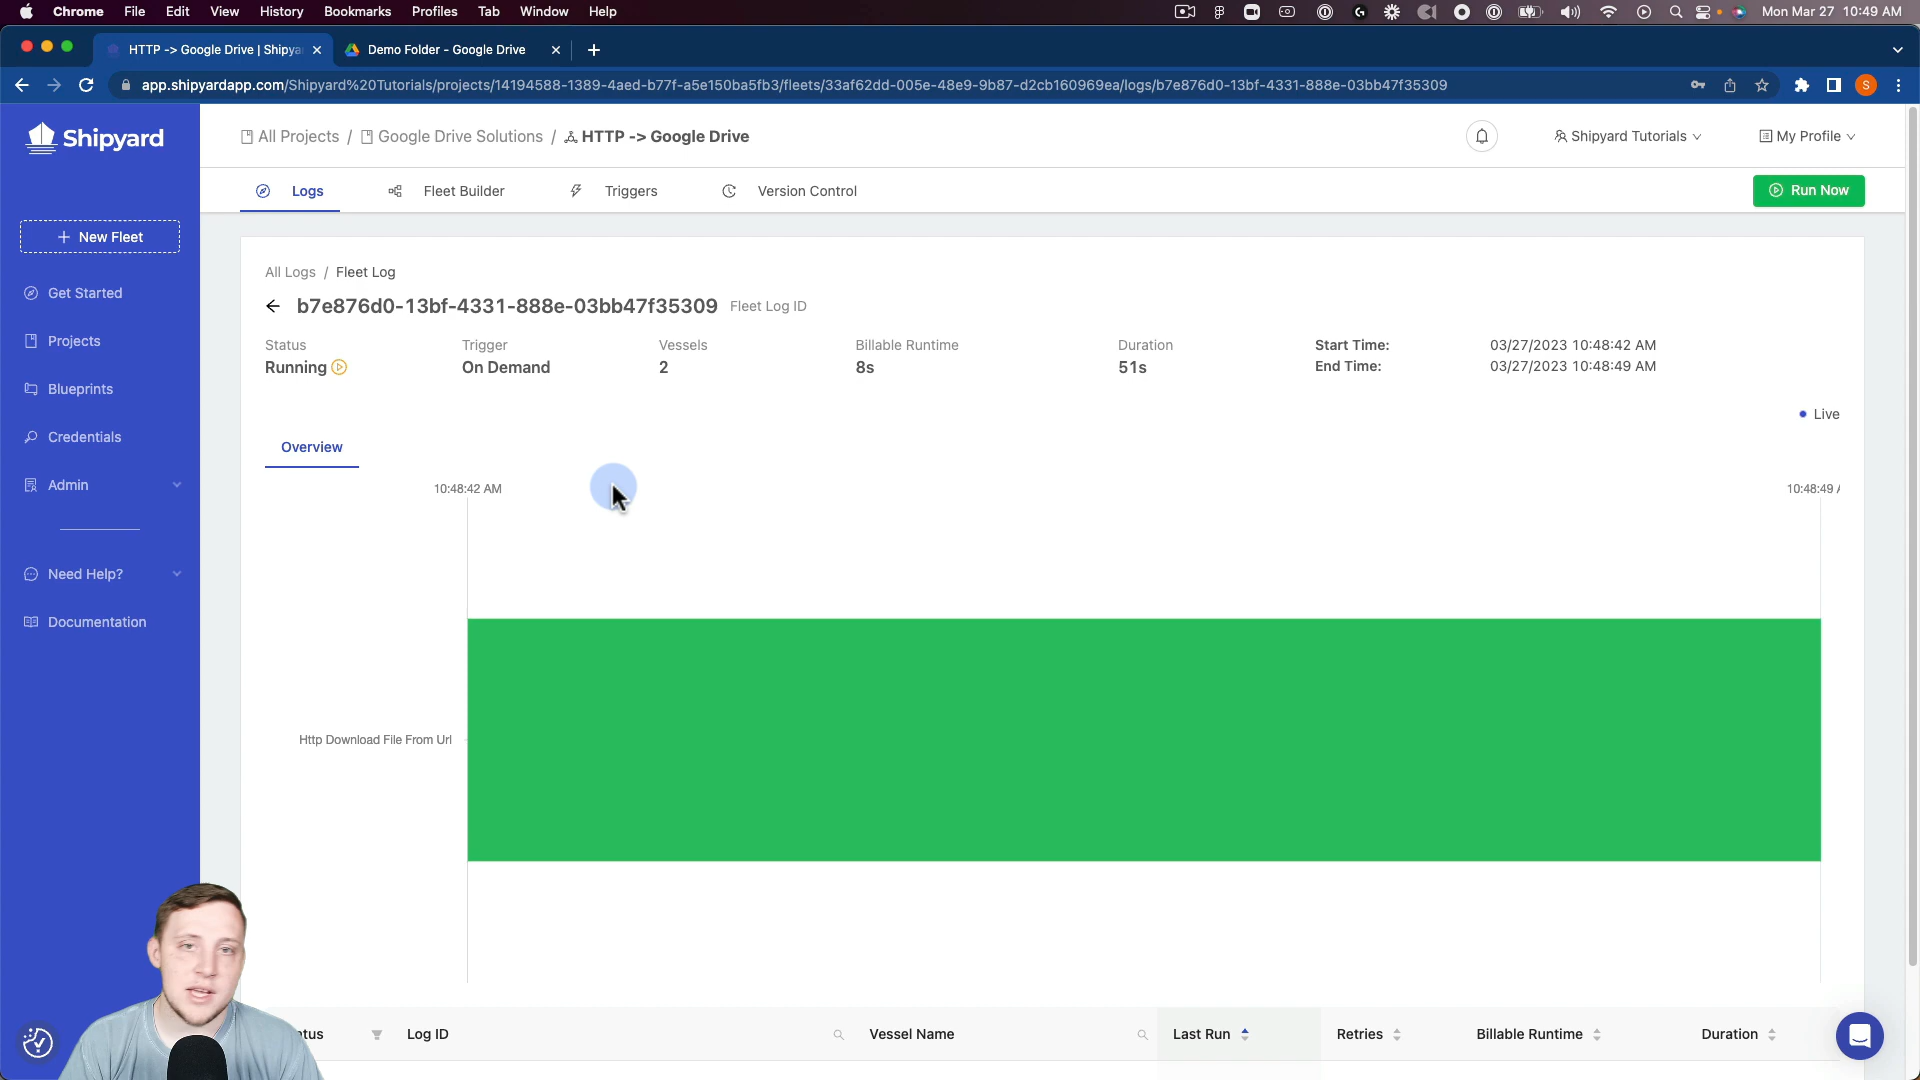 Chrome File Edit View History Bookmarks Profiles Tab Window Help Mon Mar 27 10:49 AM
HTTP -> Google Drive | Shipya
Demo Folder - Google Drive
app.shipyardapp.com/Shipyard%20Tutorials/projects/14194588-1389-4aed-b77f-a5e150ba5fb3/fleets/33af62dd-005e-48e9-9b87-d2cb160969ea/logs/b7e876d0-13bf-4331-888e-03bb47f35309
S
Shipyard
All Projects / Google Drive Solutions / HTTP -> Google Drive
Shipyard Tutorials
My Profile
Logs
Fleet Builder
Triggers
Version Control
Run Now
+ New Fleet
Get Started
Projects
Blueprints
Credentials
Admin
Need Help?
Documentation
All Logs / Fleet Log
b7e876d0-13bf-4331-888e-03bb47f35309 Fleet Log ID
Status
Running
Trigger
On Demand
Vessels
2
Billable Runtime
8s
Duration
51s
Start Time: 03/27/2023 10:48:42 AM
End Time: 03/27/2023 10:48:49 AM
Live
Overview
10:48:42 AM
10:48:49
Http Download File From Url
tus
Log ID
Vessel Name
Last Run
Retries
Billable Runtime
Duration